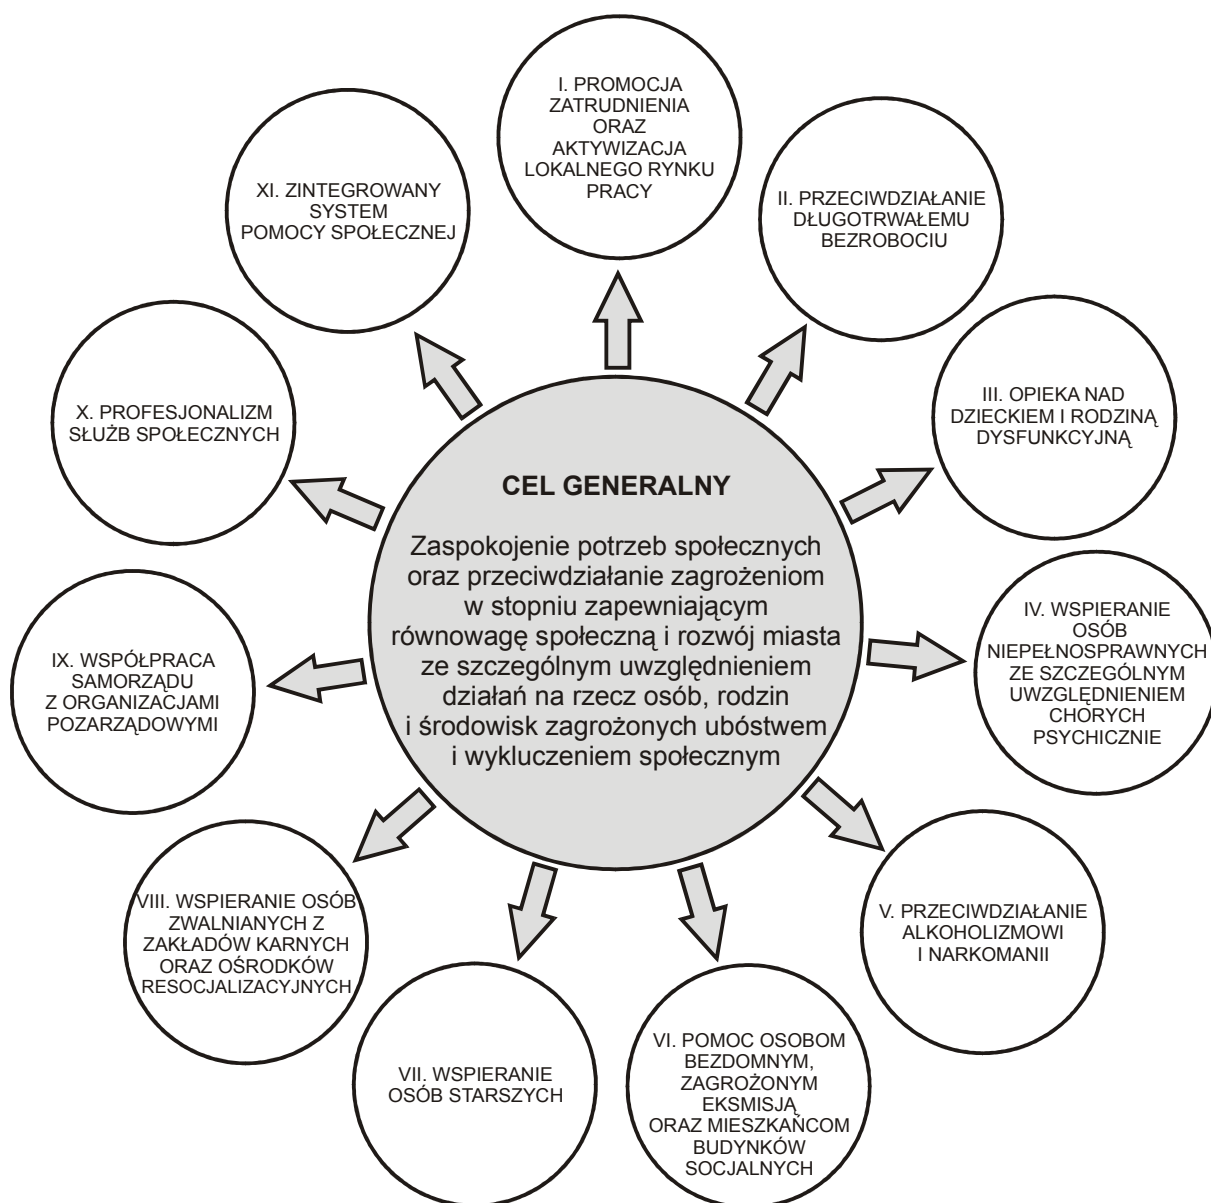 I. PROMOCJA
ZATRUDNIENIA
ORAZ
AKTYWIZACJA
LOKALNEGO RYNKU
PRACY
II. PRZECIWDZIAŁANIE
DŁUGOTRWAŁEMU
BEZROBOCIU
III. OPIEKA NAD
DZIECKIEM I RODZINĄ
DYSFUNKCYJNĄ
IV. WSPIERANIE
OSÓB
NIEPEŁNOSPRAWNYCH
ZE SZCZEGÓLNYM
UWZGLĘDNIENIEM
CHORYCH
PSYCHICZNIE
V. PRZECIWDZIAŁANIE
ALKOHOLIZMOWI
I NARKOMANII
VI. POMOC OSOBOM
BEZDOMNYM,
ZAGROŻONYM
EKSMISJĄ
ORAZ MIESZKAŃCOM
BUDYNKÓW
SOCJALNYCH
VII. WSPIERANIE
OSÓB STARSZYCH
VIII. WSPIERANIE OSÓB
ZWALNIANYCH Z
ZAKŁADÓW KARNYCH
ORAZ OŚRODKÓW
RESOCJALIZACYJNYCH
IX. WSPÓŁPRACA
SAMORZĄDU
Z ORGANIZACJAMI
POZARZĄDOWYMI
X. PROFESJONALIZM
SŁUŻB SPOŁECZNYCH
XI. ZINTEGROWANY
SYSTEM
POMOCY SPOŁECZNEJ
CEL GENERALNY
Zaspokojenie potrzeb społecznych
oraz przeciwdziałanie zagrożeniom
w stopniu zapewniającym
równowagę społeczną i rozwój miasta
ze szczególnym uwzględnieniem
działań na rzecz osób, rodzin
i środowisk zagrożonych ubóstwem
i wykluczeniem społecznym